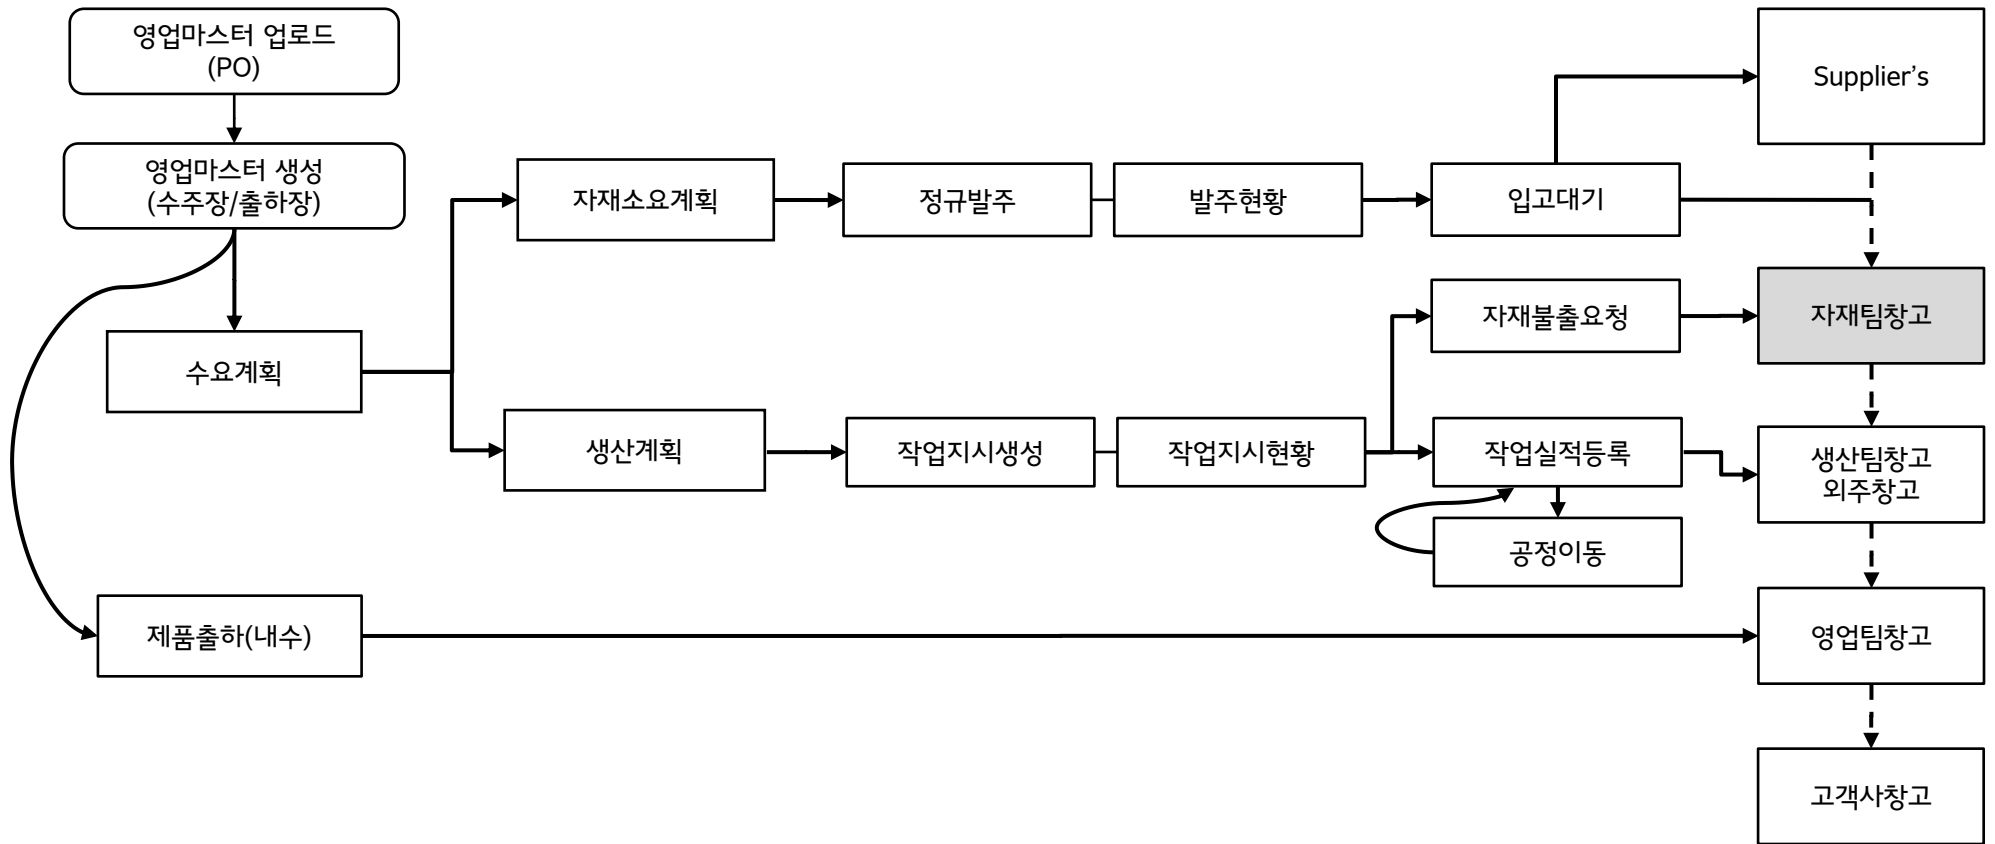 영업마스터 업로드
(PO)
Supplier’s
영업마스터 생성
(수주장/출하장)
자재소요계획
정규발주
발주현황
입고대기
자재불출요청
자재팀창고
수요계획
생산계획
작업지시생성
작업지시현황
작업실적등록
생산팀창고
외주창고
공정이동
제품출하(내수)
영업팀창고
고객사창고